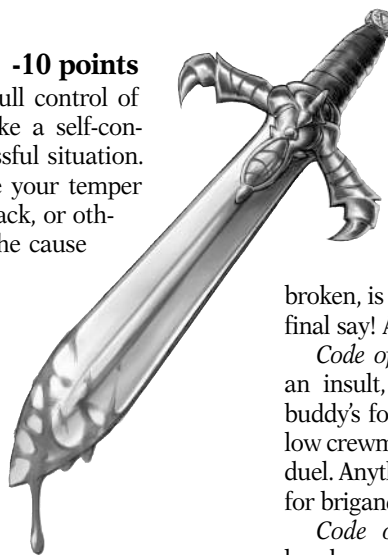 -10 points
ull control of
ke a self-con-
ssful situation.
e your temper
ack, or oth-
he cause
broken, is
final say! A
Code of
an insult,
buddy's fo
low crewm
duel. Anyth
for brigand
Code o